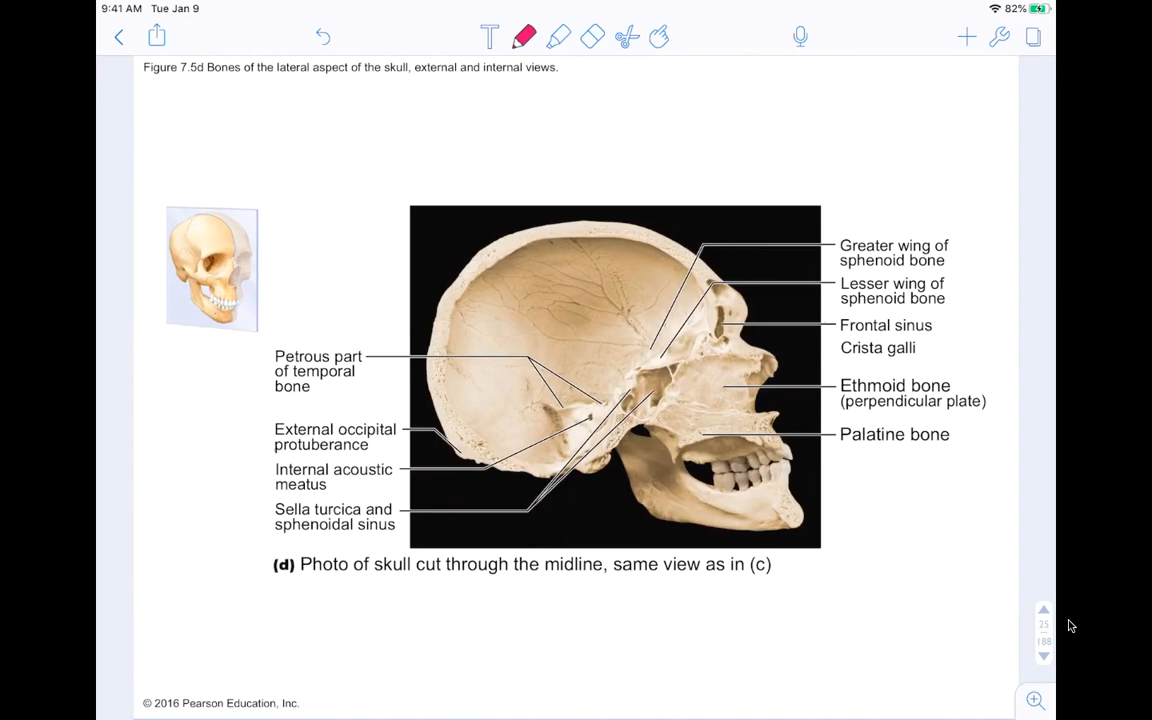 9:41 AM Tue Jan 9
82%
T
Figure 7.5d Bones of the lateral aspect of the skull, external and internal views.
Greater wing of
sphenoid bone
Lesser wing of
sphenoid bone
Frontal sinus
Crista galli
Ethmoid bone
(perpendicular plate)
Palatine bone
Petrous part
of temporal
bone
External occipital
protuberance
Internal acoustic
meatus
Sella turcica and
sphenoidal sinus
(d) Photo of skull cut through the midline, same view as in (c)
25
188
© 2016 Pearson Education, Inc.